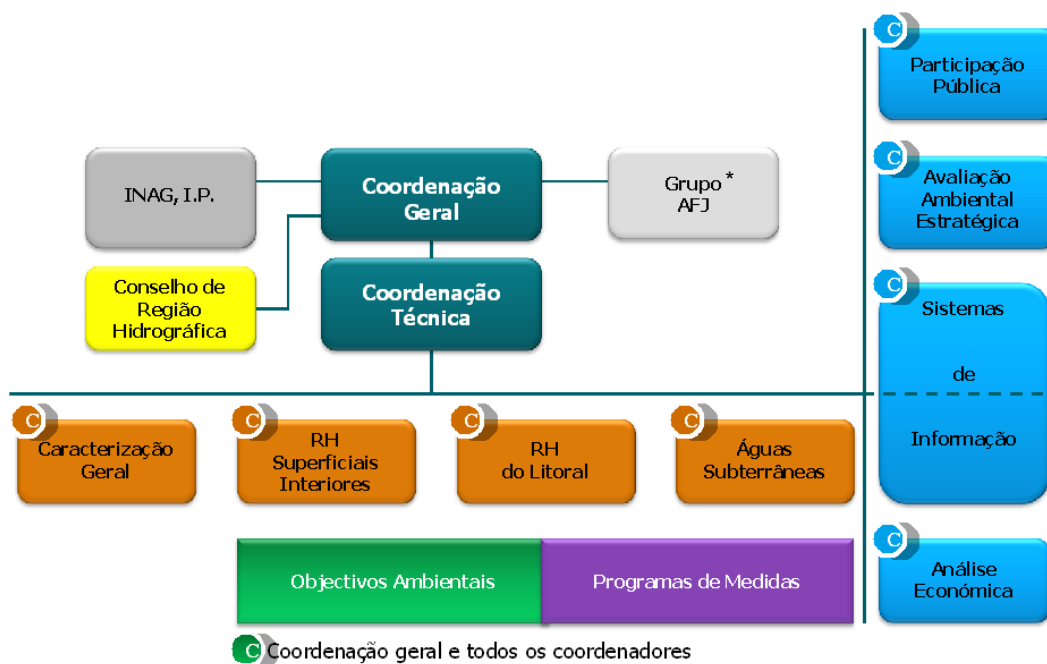 C
Participação
Pública
INAG, I.P.
Coordenação
Geral
Grupo *
AFJ
C
Avaliação
Ambiental
Estratégica
Conselho de
Região
Hidrográfica
Coordenação
Técnica
C
Sistemas
de
Informação
C
Caracterização
Geral
C
RH
Superficiais
Interiores
C
RH
do Litoral
C
Águas
Subterrâneas
Objectivos Ambientais
Programas de Medidas
C
Análise
Económica
C Coordenação geral e todos os coordenadores